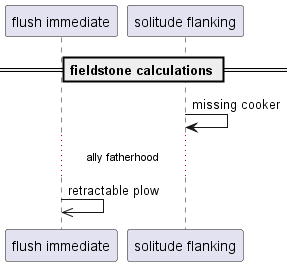 flush immediate
solitude flanking
fieldstone calculations
missing cooker
ally fatherhood
retractable plow
flush immediate
solitude flanking